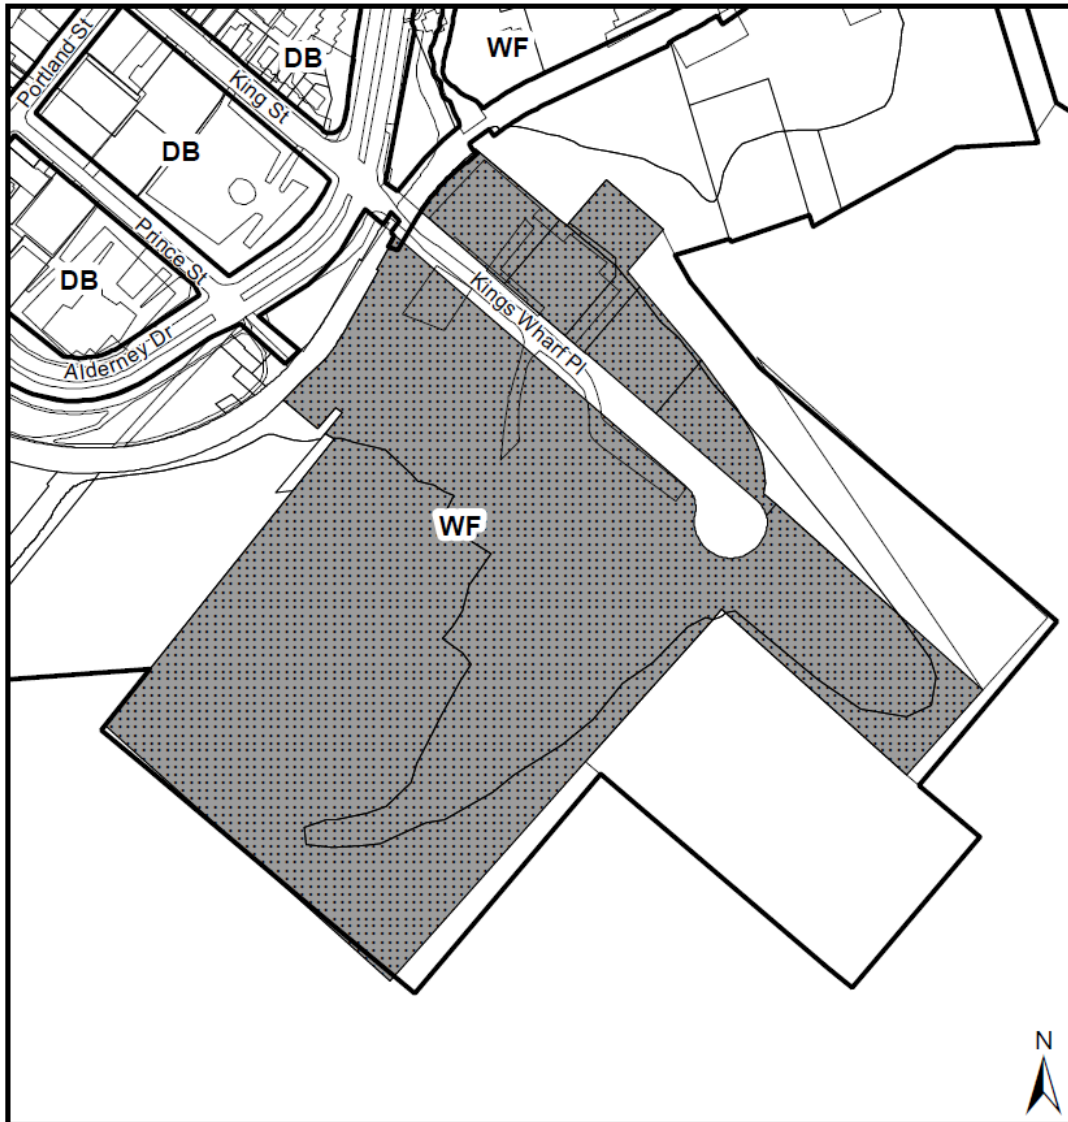 Portland St
King St
DB
WF
DB
Prince St
DB
Alderney Dr
Kings Wharf Pl
WF
N